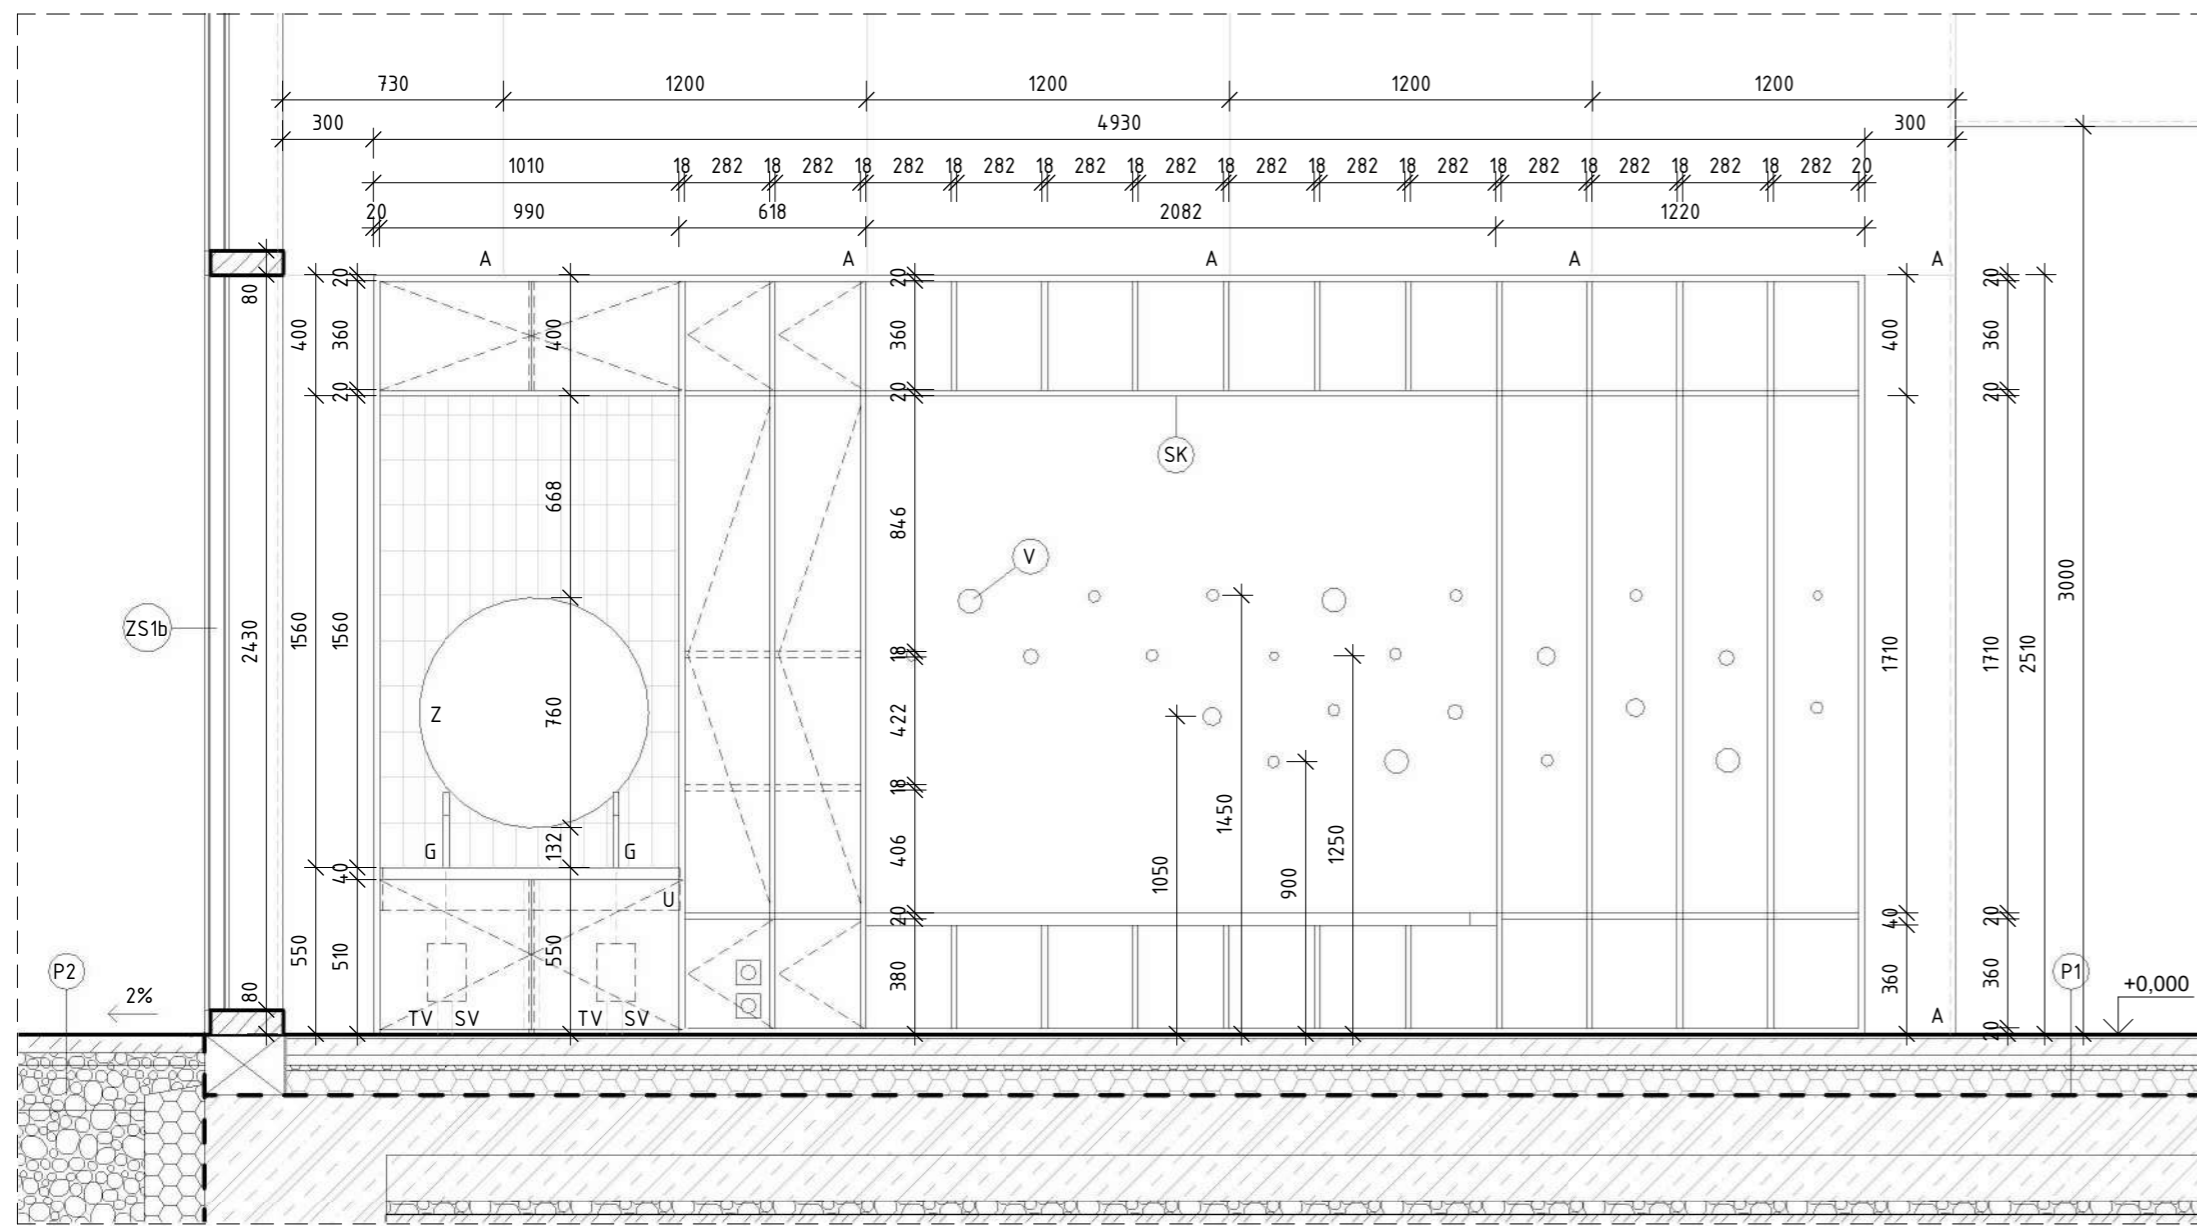 730 1200 1200 1200 1200
300 4930 300
1010 18 282 18 282 18 282 18 282 18 282 18 282 18 282 18 282 18 282 18 282 18 282 18 282 18 282 20
20 990 618 2082 1220
A A A A A
80 400 20 360 20 400 20 360 20 400 20 360 20
SK
668 846
V
ZS1b 2430 1560 1560 18 1710 1710 2510 3000
Z 760 422
18
1450 1250
G 132 G 406 1050 900
40 U 20 40 20
P2 2% 80 550 510 550 380 360 360 P1 +0,000
TV SV TV SV A
20